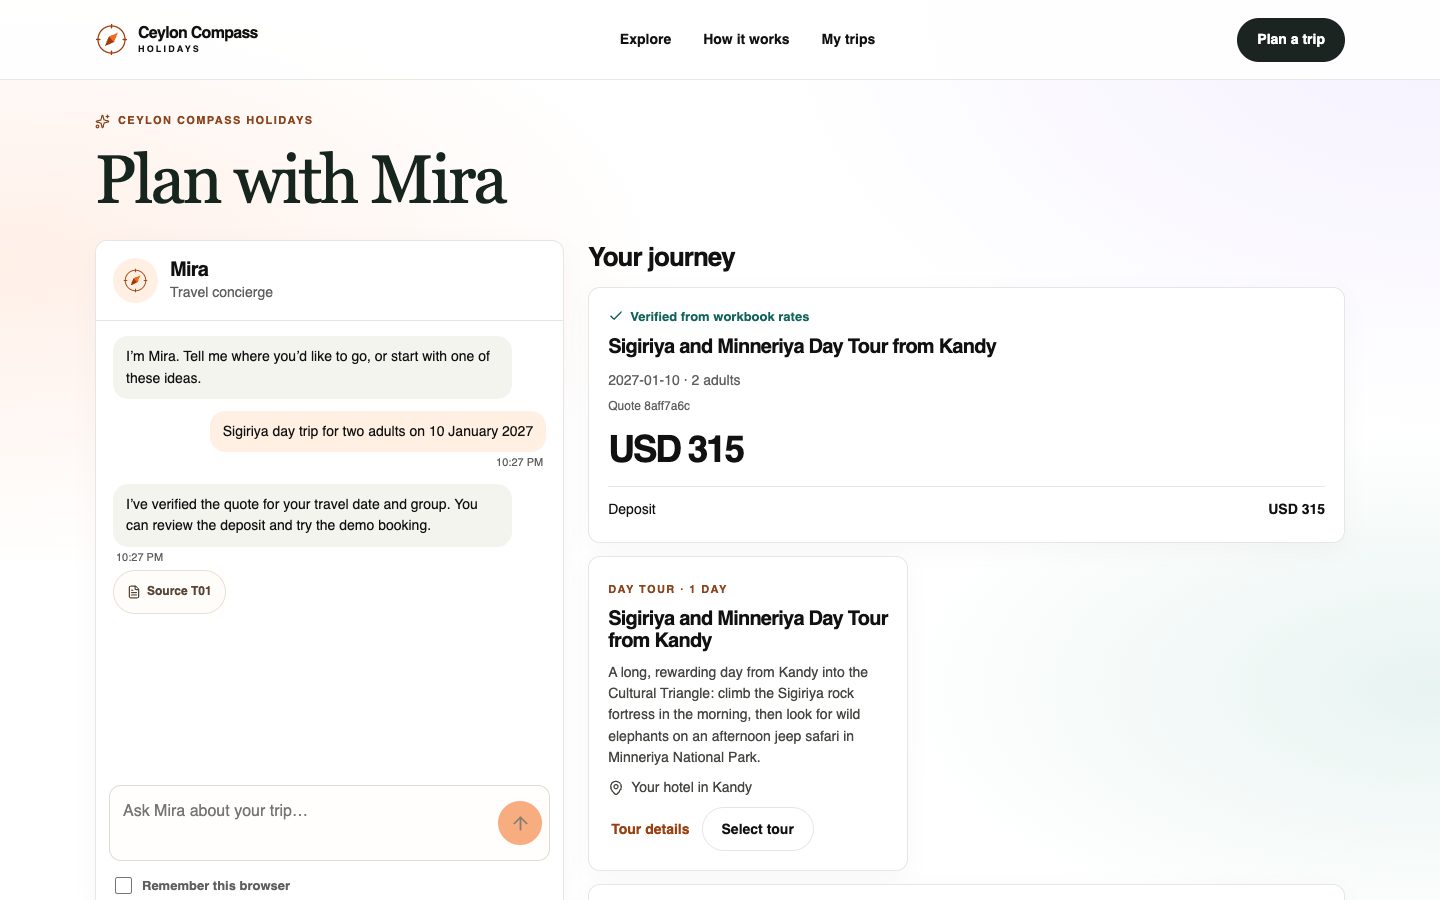 Ceylon Compass
HOLIDAYS
Explore
How it works
My trips
Plan a trip
CEYLON COMPASS HOLIDAYS
Plan with Mira
Mira
Travel concierge
I’m Mira. Tell me where you’d like to go, or start with one of
these ideas.
Sigiriya day trip for two adults on 10 January 2027
10:27 PM
I’ve verified the quote for your travel date and group. You
can review the deposit and try the demo booking.
10:27 PM
Source T01
Ask Mira about your trip…
Remember this browser
Your journey
Verified from workbook rates
Sigiriya and Minneriya Day Tour from Kandy
2027-01-10 · 2 adults
Quote 8aff7a6c
USD 315
Deposit
USD 315
DAY TOUR · 1 DAY
Sigiriya and Minneriya Day Tour
from Kandy
A long, rewarding day from Kandy into the
Cultural Triangle: climb the Sigiriya rock
fortress in the morning, then look for wild
elephants on an afternoon jeep safari in
Minneriya National Park.
Your hotel in Kandy
Tour details
Select tour